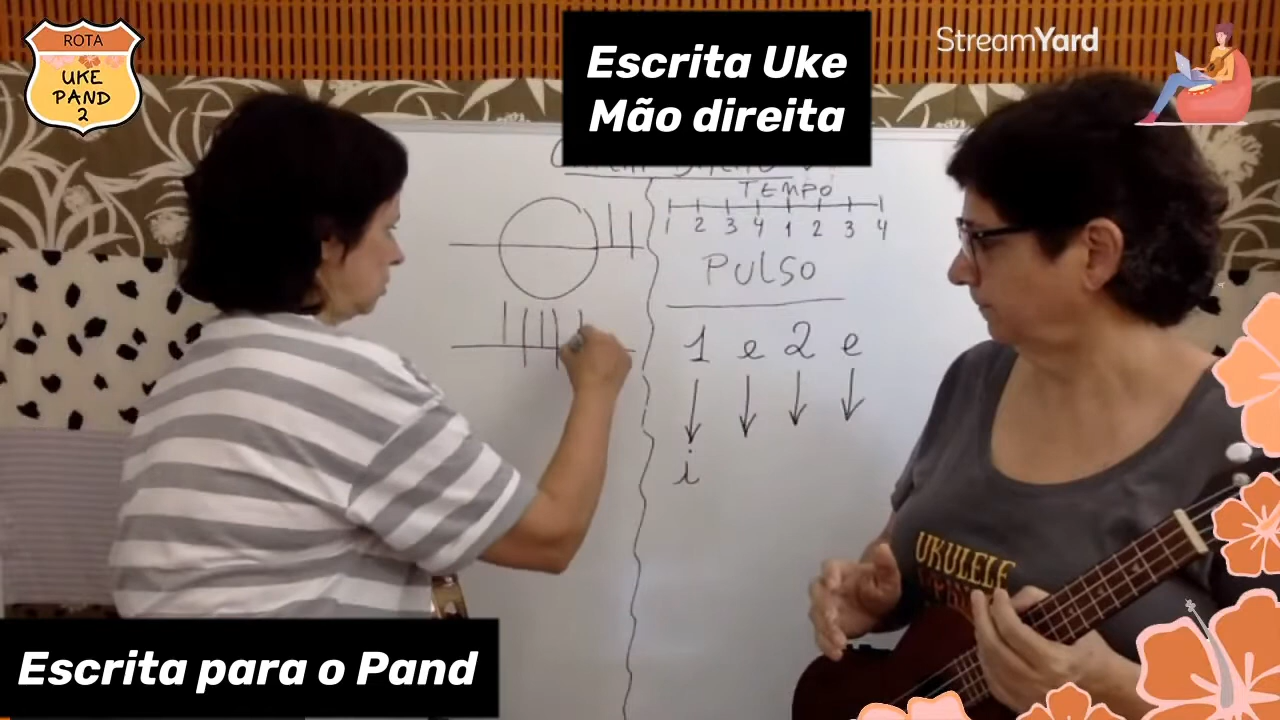 ROTA
UKE
PAND
2
Escrita Uke
Mão direita
StreamYard
TEMPO
1 2 3 4 1 2 3 4
PULSO
1 e 2 e
i
UKULELE
Escrita para o Pand